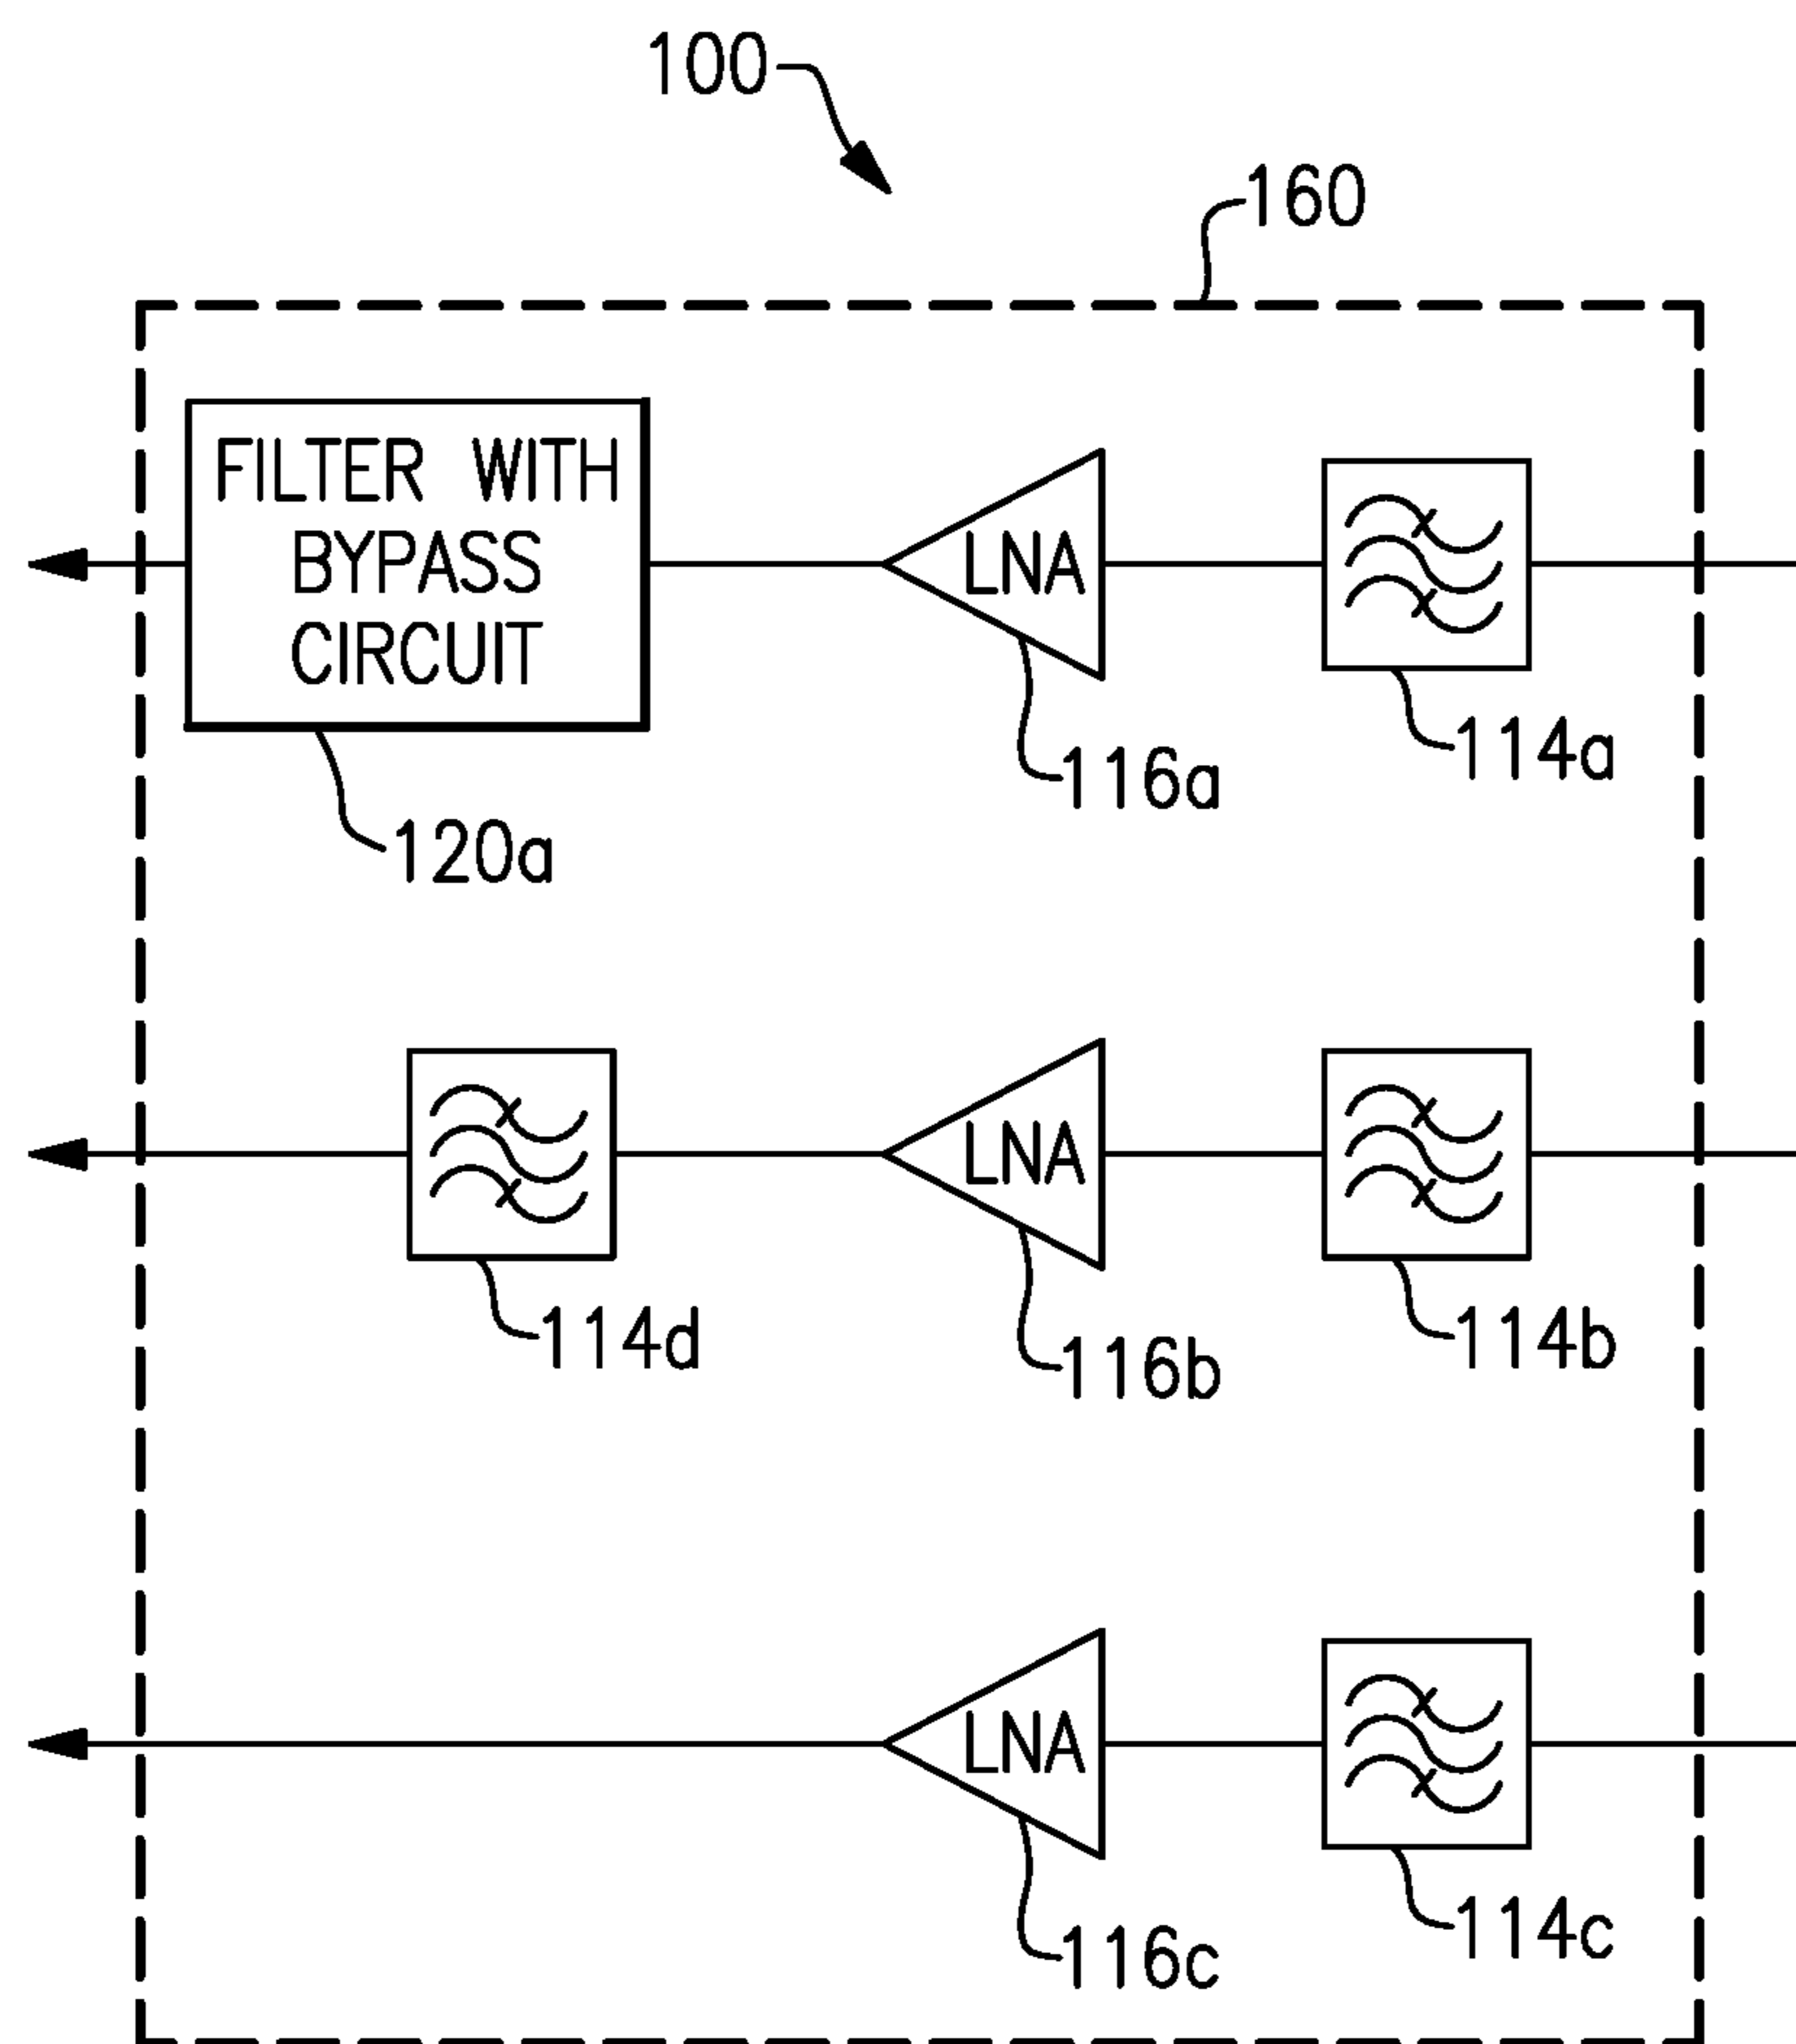 100
160
FILTER WITH
BYPASS
CIRCUIT
LNA
114a
116a
120a
LNA
114d
116b
114b
LNA
114c
116c